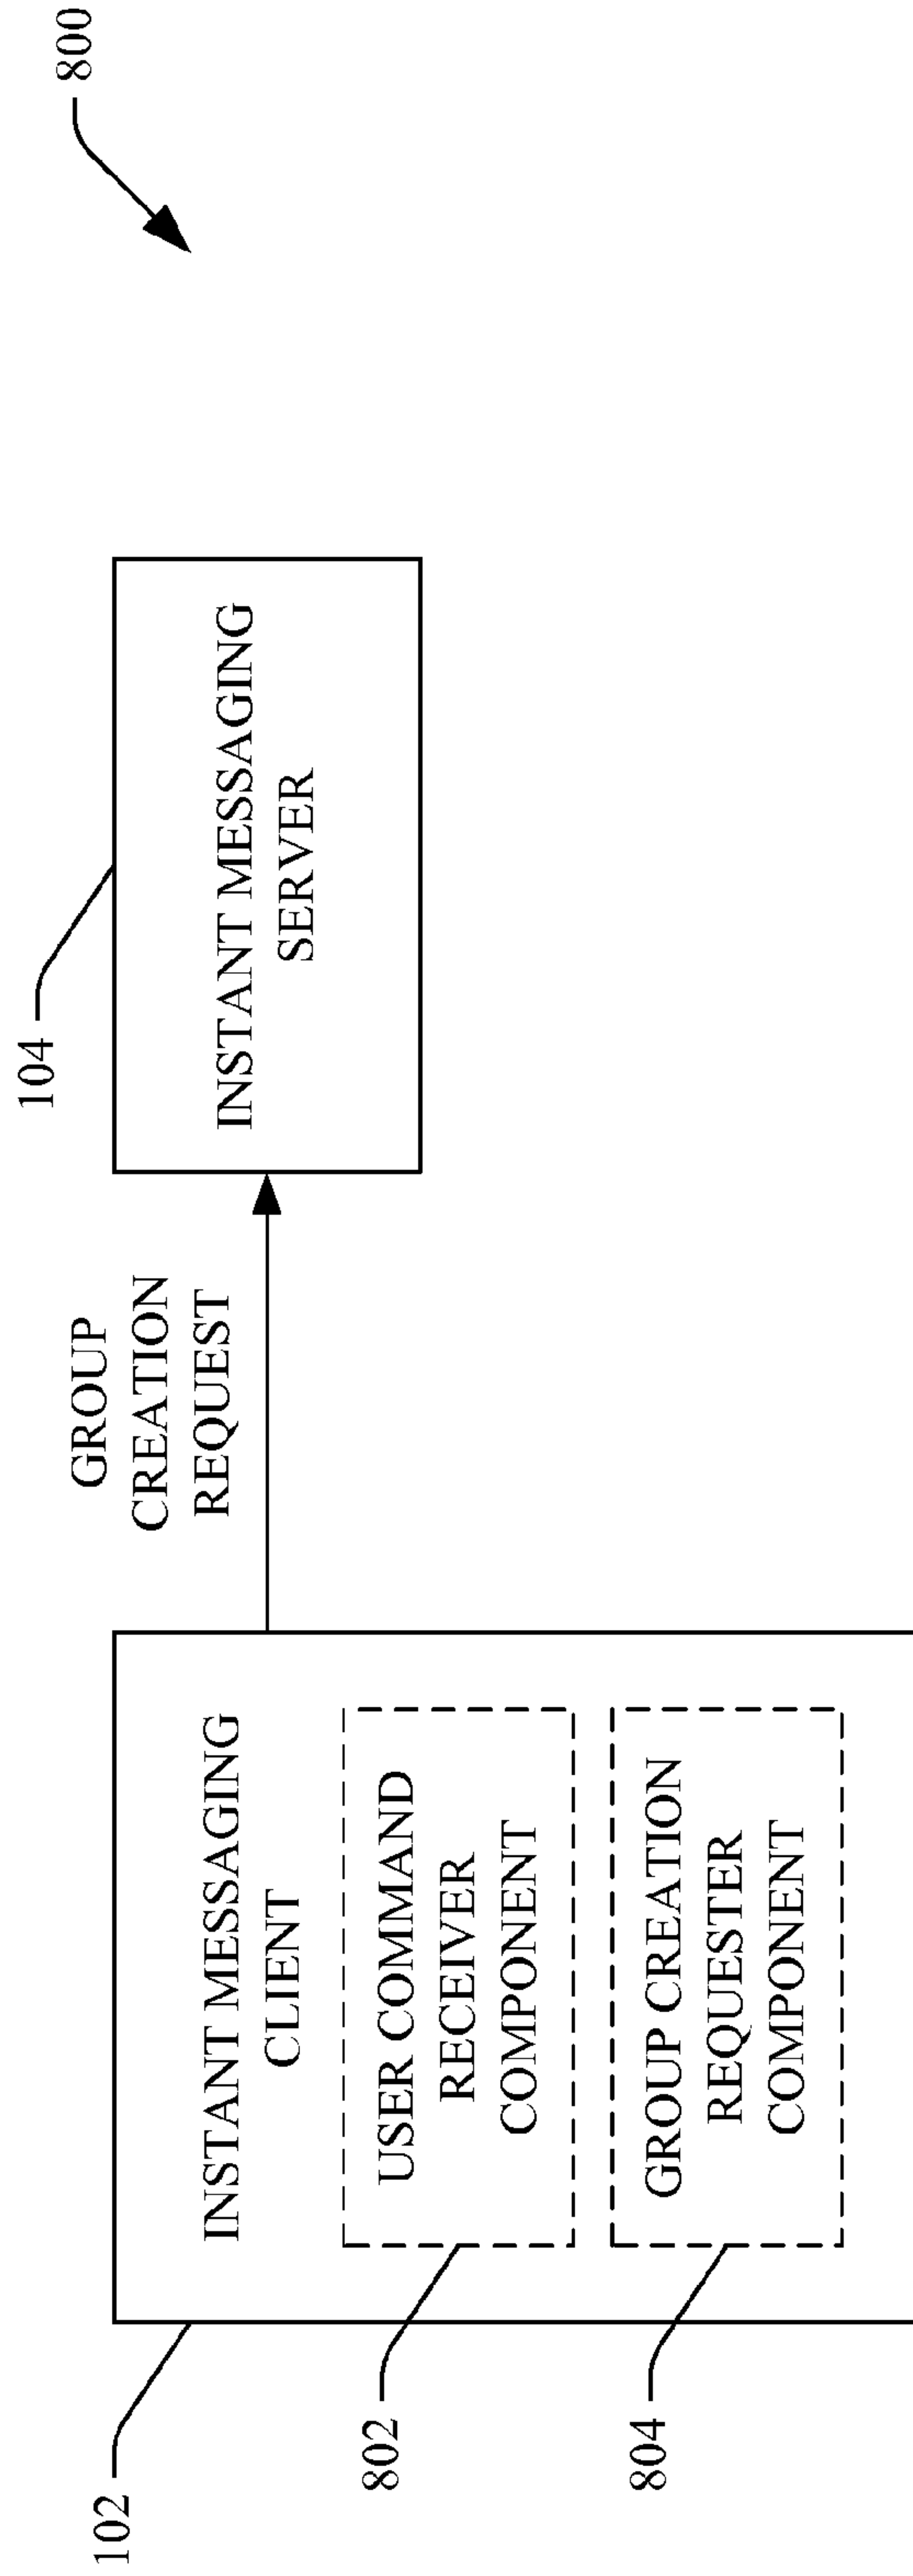 800
102
INSTANT MESSAGING
CLIENT
802
USER COMMAND
RECEIVER
COMPONENT
804
GROUP CREATION
REQUESTER
COMPONENT
GROUP
CREATION
REQUEST
104
INSTANT MESSAGING
SERVER